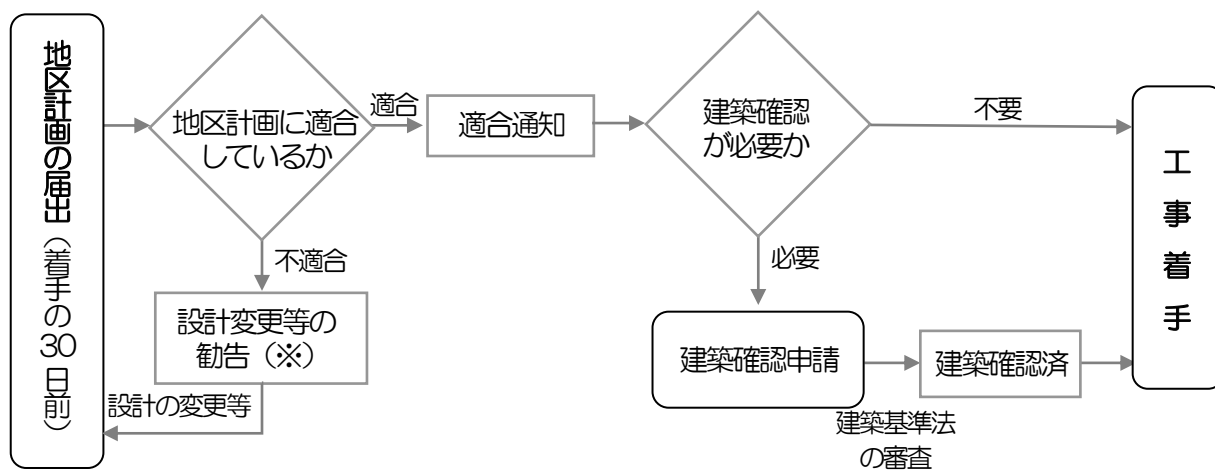 地区計画の届出（着手の30日前）
地区計画に適合
しているか
適合
適合通知
建築確認
が必要か
不要
工事着手
不適合
設計変更等の
勧告（※）
設計の変更等
必要
建築確認申請
建築確認済
建築基準法
の審査